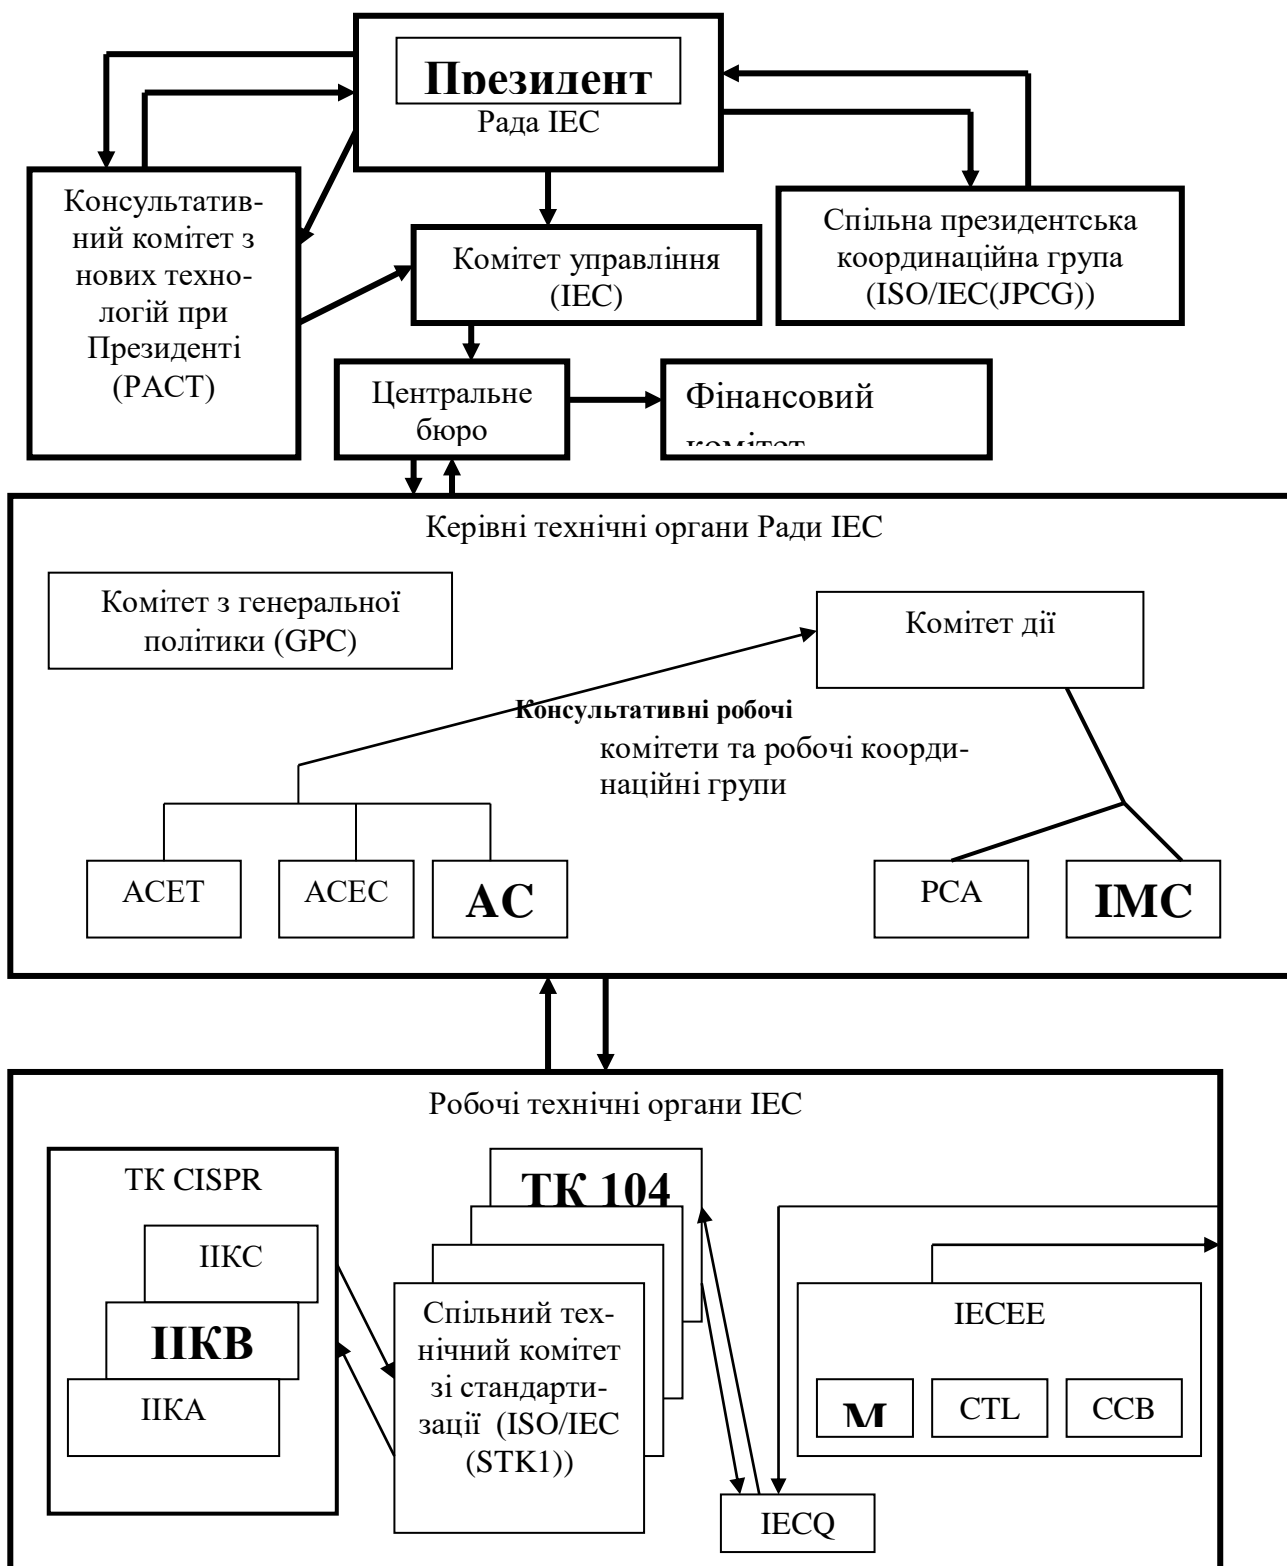 Президент
Рада IEC
Консультатив-
ний комітет з
нових техно-
логій при
Президенті
(PACT)
Комітет управління
(IEC)
Спільна президентська
координаційна група
(ISO/IEC(JPCG))
Центральне
бюро
Фінансовий
комітет
Керівні технічні органи Ради IEC
Комітет з генеральної
політики (GPC)
Комітет дії
Консультативні робочі
комітети та робочі коорди-
наційні групи
ACET
ACEC
AC
PCA
IMC
Робочі технічні органи IEC
ТК CISPR
ПКС
ПКВ
ПКА
ТК 104
Спільний тех-
нічний комітет
зі стандарти-
зації (ISO/IEC
(STK1))
IECEE
М
CTL
CCB
IECQ